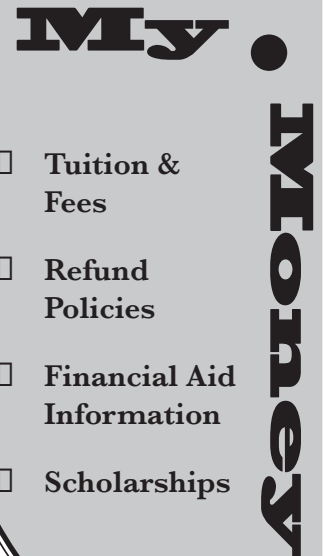 My.
Money
☐ Tuition &
Fees
☐ Refund
Policies
☐ Financial Aid
Information
☐ Scholarships